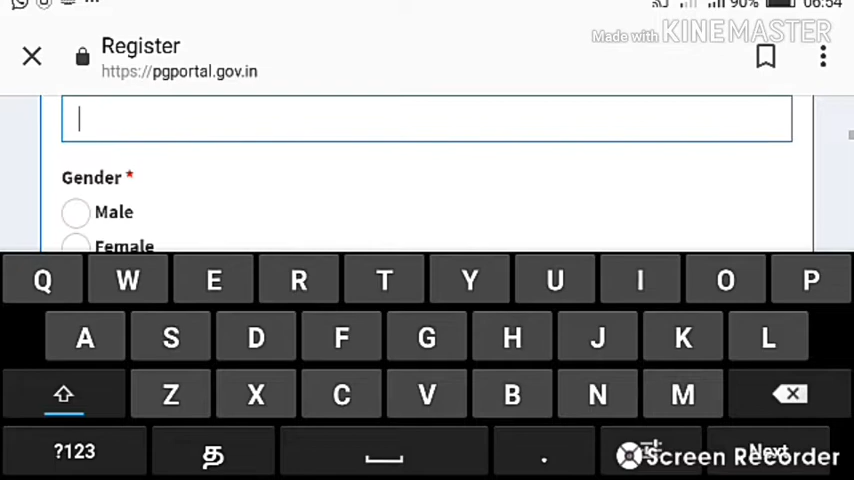 90% 06:54
Made with KINEMASTER
Register
https://pgportal.gov.in
Gender *
Male
Female
Q W E R T Y U I O P
A S D F G H J K L
Z X C V B N M
?123 த . Next
Screen Recorder